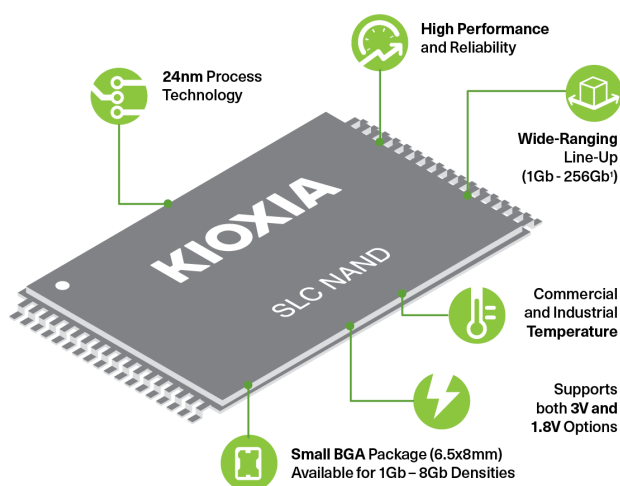 High Performance
and Reliability
24nm Process
Technology
Wide-Ranging
Line-Up
(1Gb - 256Gb¹)
KIOXIA
SLC NAND
Commercial
and Industrial
Temperature
Supports
both 3V and
1.8V Options
Small BGA Package (6.5x8mm)
Available for 1Gb – 8Gb Densities